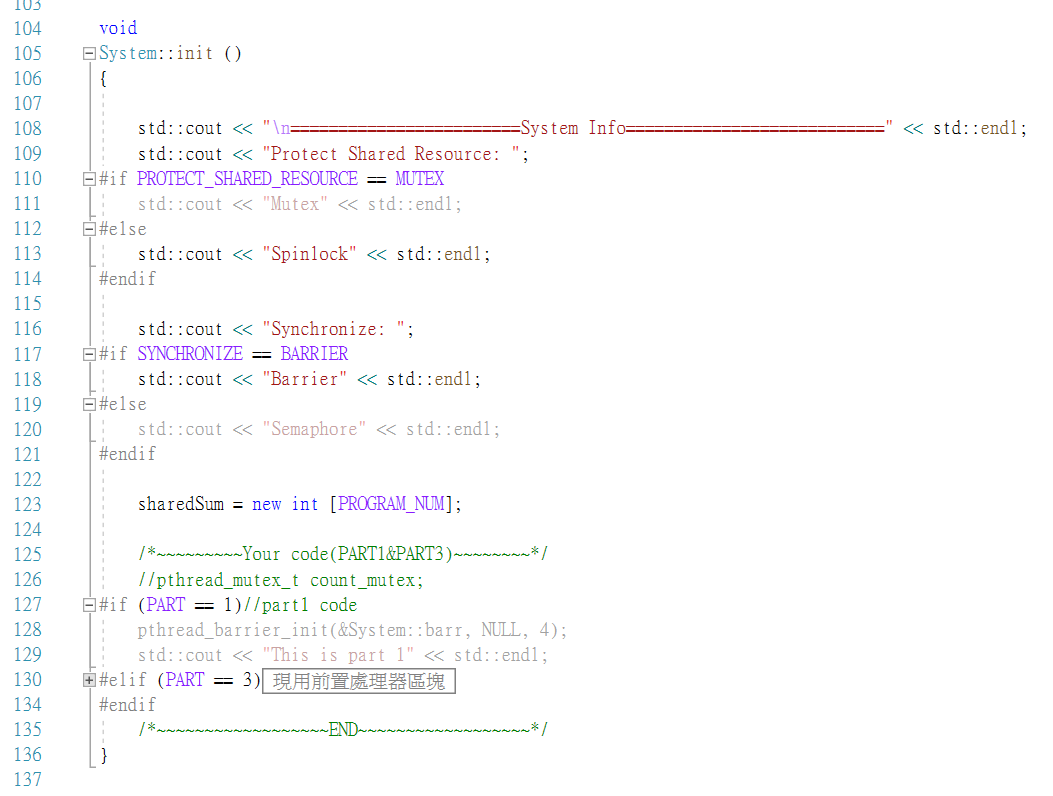 103
104 void
105 System::init ()
106 {
107
108 std::cout << "\n========================System Info===========================" << std::endl;
109 std::cout << "Protect Shared Resource: ";
110 #if PROTECT_SHARED_RESOURCE == MUTEX
111 std::cout << "Mutex" << std::endl;
112 #else
113 std::cout << "Spinlock" << std::endl;
114 #endif
115
116 std::cout << "Synchronize: ";
117 #if SYNCHRONIZE == BARRIER
118 std::cout << "Barrier" << std::endl;
119 #else
120 std::cout << "Semaphore" << std::endl;
121 #endif
122
123 sharedSum = new int [PROGRAM_NUM];
124
125 /*~~~~~~~~~Your code(PART1&PART3)~~~~~~~~*/
126 //pthread_mutex_t count_mutex;
127 #if (PART == 1)//part1 code
128 pthread_barrier_init(&System::barr, NULL, 4);
129 std::cout << "This is part 1" << std::endl;
130 #elif (PART == 3) 現用前置處理器區塊
134 #endif
135 /*~~~~~~~~~~~~~~~~~~END~~~~~~~~~~~~~~~~~~*/
136 }
137